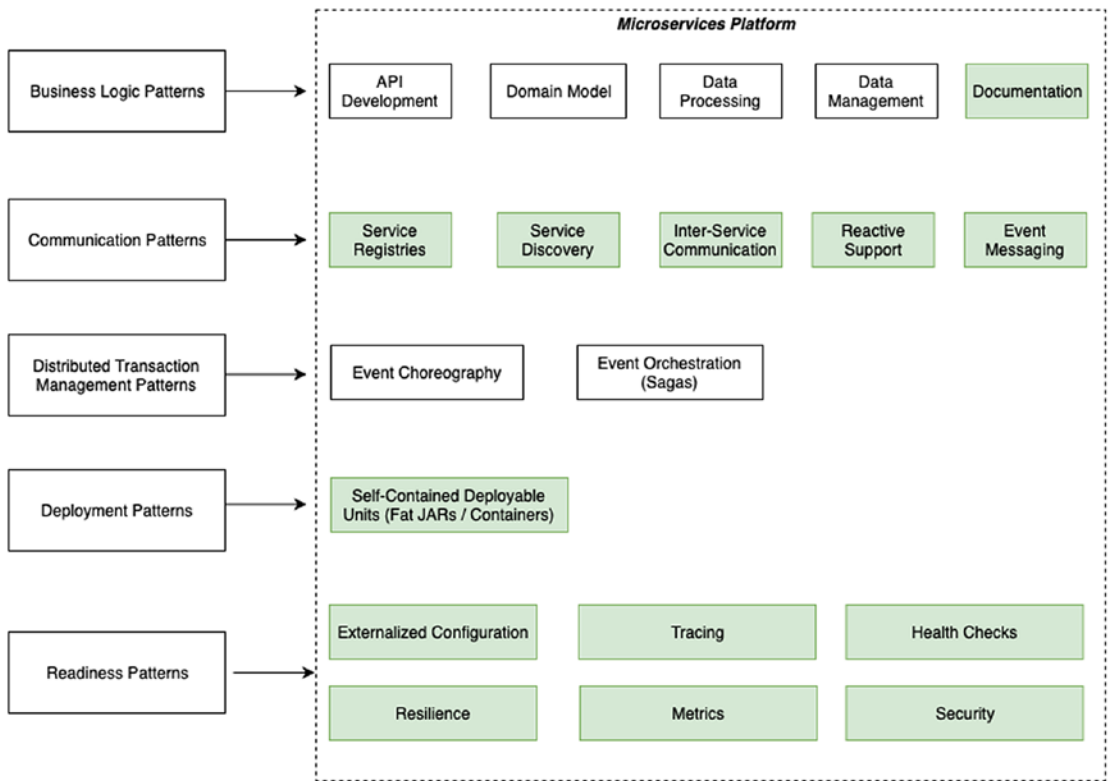 Microservices Platform
Business Logic Patterns
API
Development
Domain Model
Data
Processing
Data
Management
Documentation
Communication Patterns
Service
Registries
Service
Discovery
Inter-Service
Communication
Reactive
Support
Event
Messaging
Distributed Transaction
Management Patterns
Event Choreography
Event Orchestration
(Sagas)
Deployment Patterns
Self-Contained Deployable
Units (Fat JARs / Containers)
Readiness Patterns
Externalized Configuration
Tracing
Health Checks
Resilience
Metrics
Security